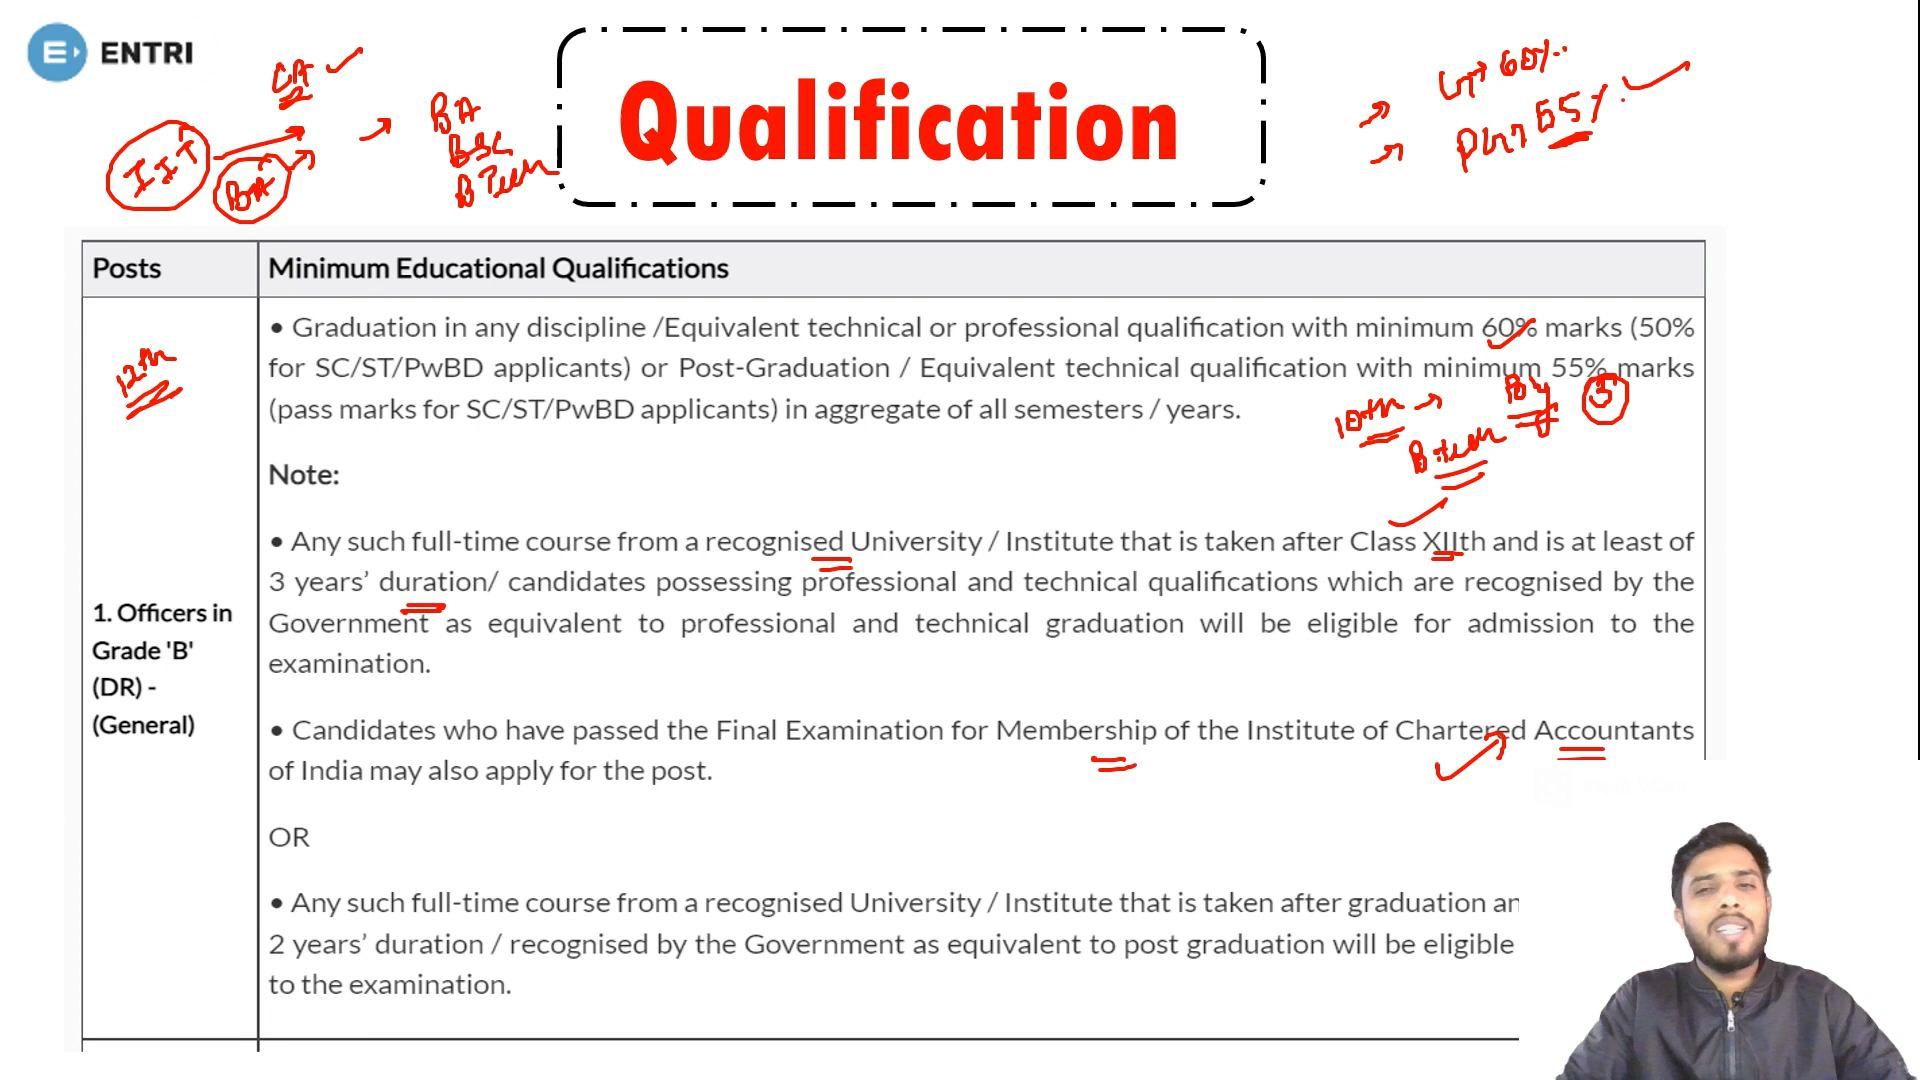 ENTRI
CA
IIT
BA
BA
BSC
B Tech
Qualification
60%
55%
Posts
Minimum Educational Qualifications
12th
1. Officers in
Grade 'B'
(DR) -
(General)
• Graduation in any discipline /Equivalent technical or professional qualification with minimum 60% marks (50%
for SC/ST/PwBD applicants) or Post-Graduation / Equivalent technical qualification with minimum 55% marks
(pass marks for SC/ST/PwBD applicants) in aggregate of all semesters / years.
10th
Poly
3
B.tech
Note:
• Any such full-time course from a recognised University / Institute that is taken after Class XIIth and is at least of
3 years’ duration/ candidates possessing professional and technical qualifications which are recognised by the
Government as equivalent to professional and technical graduation will be eligible for admission to the
examination.
• Candidates who have passed the Final Examination for Membership of the Institute of Chartered Accountants
of India may also apply for the post.
OR
• Any such full-time course from a recognised University / Institute that is taken after graduation an
2 years’ duration / recognised by the Government as equivalent to post graduation will be eligible
to the examination.